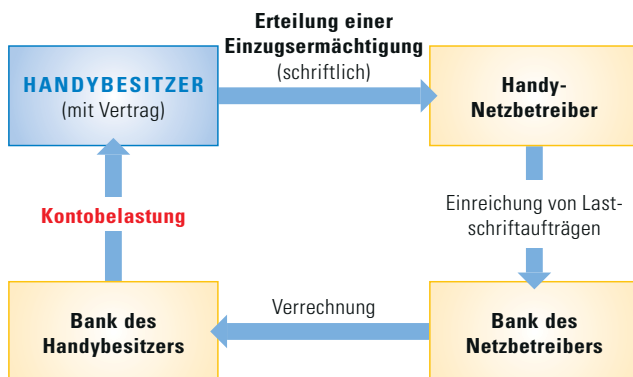 Erteilung einer
Einzugsermächtigung
(schriftlich)
HANDYBESITZER
(mit Vertrag)
Handy-
Netzbetreiber
Kontobelastung
Einreichung von Last-
schriftaufträgen
Bank des
Handybesitzers
Verrechnung
Bank des
Netzbetreibers